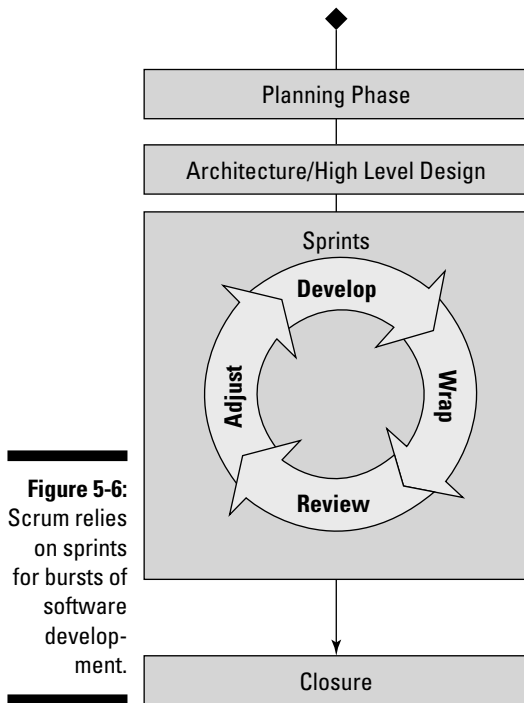 Planning Phase
Architecture/High Level Design
Sprints
Develop
Wrap
Review
Adjust
Figure 5-6:
Scrum relies
on sprints
for bursts of
software
develop-
ment.
Closure